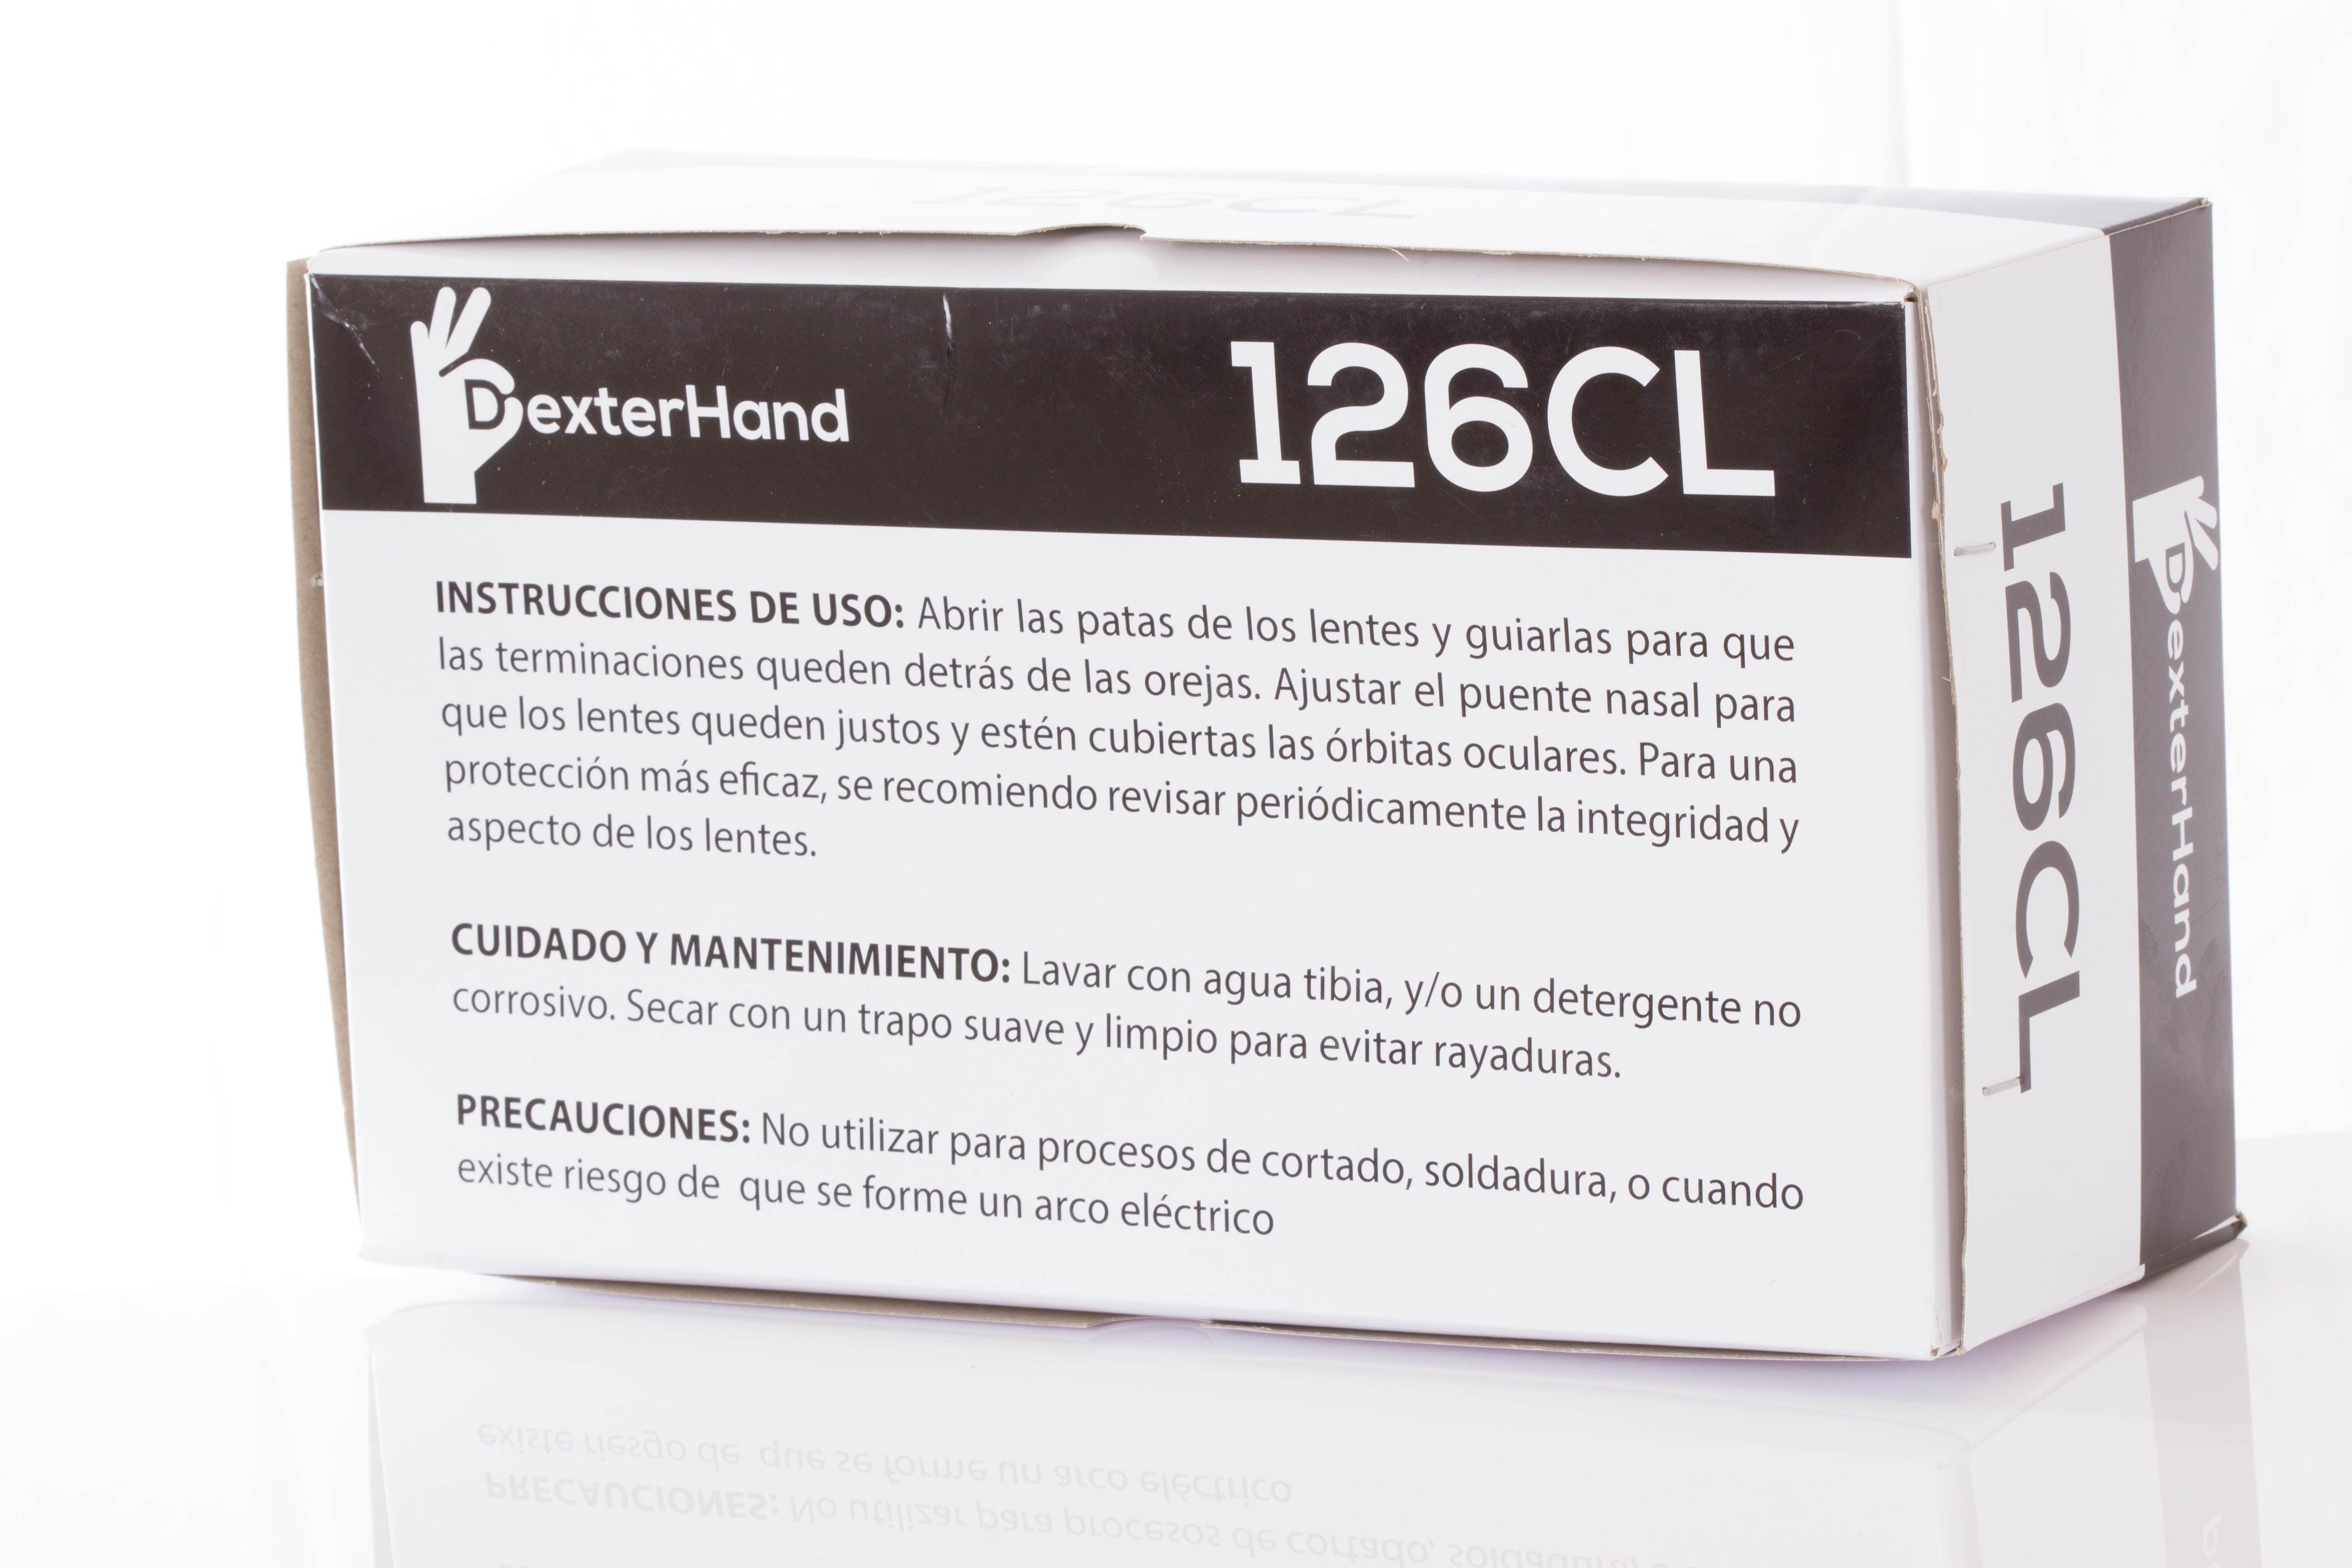 126CL
DexterHand
126CL
INSTRUCCIONES DE USO: Abrir las patas de los lentes y guiarlas para que
las terminaciones queden detrás de las orejas. Ajustar el puente nasal para
que los lentes queden justos y estén cubiertas las órbitas oculares. Para una
protección más eficaz, se recomiendo revisar periódicamente la integridad y
aspecto de los lentes.
CUIDADO Y MANTENIMIENTO: Lavar con agua tibia, y/o un detergente no
corrosivo. Secar con un trapo suave y limpio para evitar rayaduras.
PRECAUCIONES: No utilizar para procesos de cortado, soldadura, o cuando
existe riesgo de que se forme un arco eléctrico
126CL
DexterHand